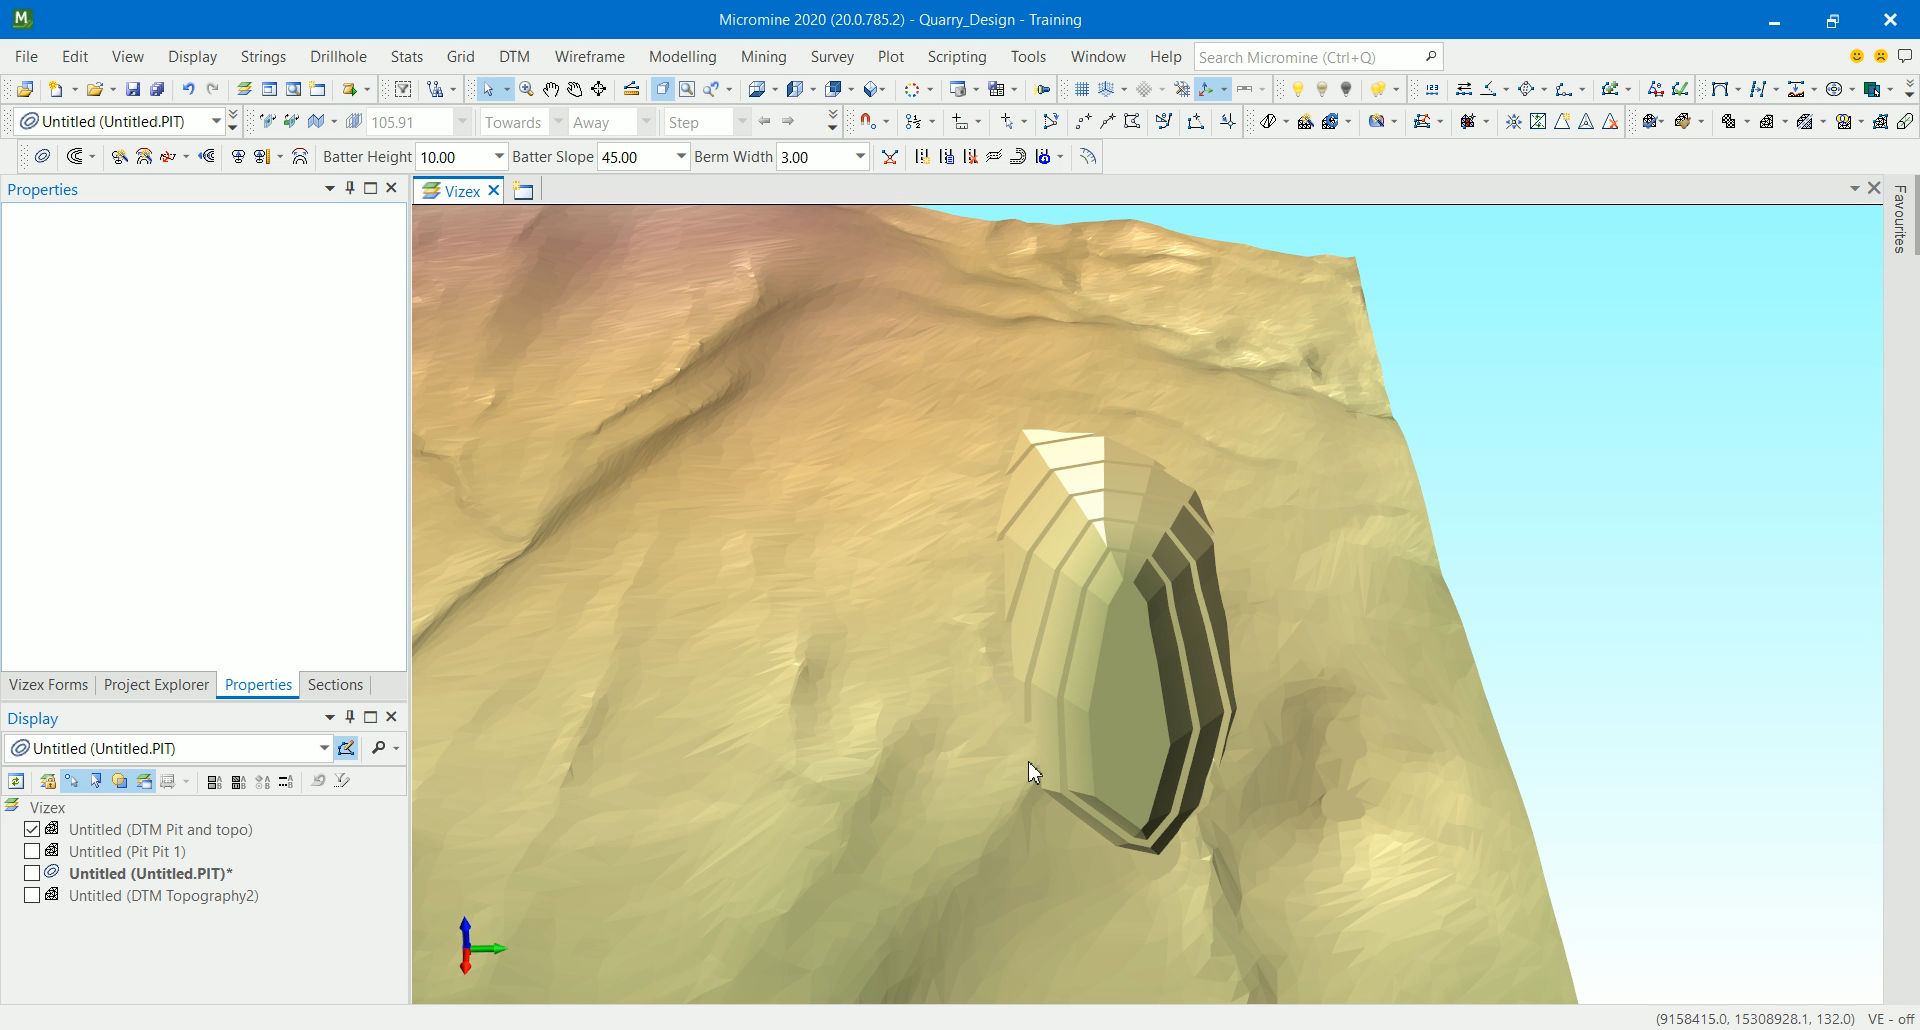 M
Micromine 2020 (20.0.785.2) - Quarry_Design - Training
File Edit View Display Strings Drillhole Stats Grid DTM Wireframe Modelling Mining Survey Plot Scripting Tools Window Help Search Micromine (Ctrl+Q)
Untitled (Untitled.PIT) 105.91 Towards Away Step
Batter Height 10.00 Batter Slope 45.00 Berm Width 3.00
Properties
Vizex
Favourites
Vizex Forms Project Explorer Properties Sections
Display
Untitled (Untitled.PIT)
Vizex
Untitled (DTM Pit and topo)
Untitled (Pit Pit 1)
Untitled (Untitled.PIT)*
Untitled (DTM Topography2)
(9158415.0, 15308928.1, 132.0) VE - off